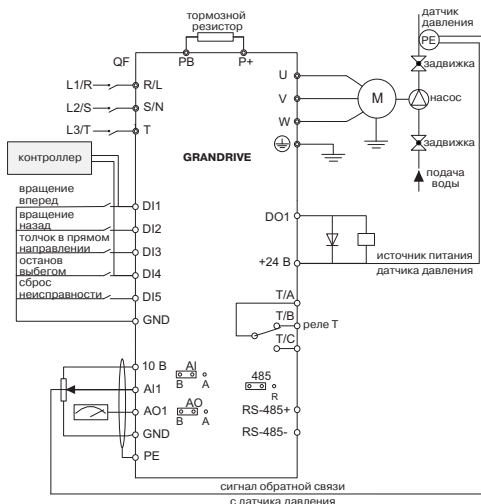 тормозной
резистор
датчик
давления
QF
PB
P+
PE
задвижка
L1/R
R/L
U
L2/S
S/N
V
M
насос
L3/T
T
W
контроллер
GRANDRIVE
задвижка
подача
воды
вращение
вперед
DI1
вращение
назад
DI2
DO1
толчок в прямом
направлении
DI3
останов
выбегом
DI4
+24 В
источник питания
датчика давления
сброс
неисправности
DI5
T/A
GND
T/B
реле Т
T/C
10 В
AI
B
A
485
R
AI1
AO1
AO
B
A
RS-485+
GND
RS-485-
PE
сигнал обратной связи
с датчика давления